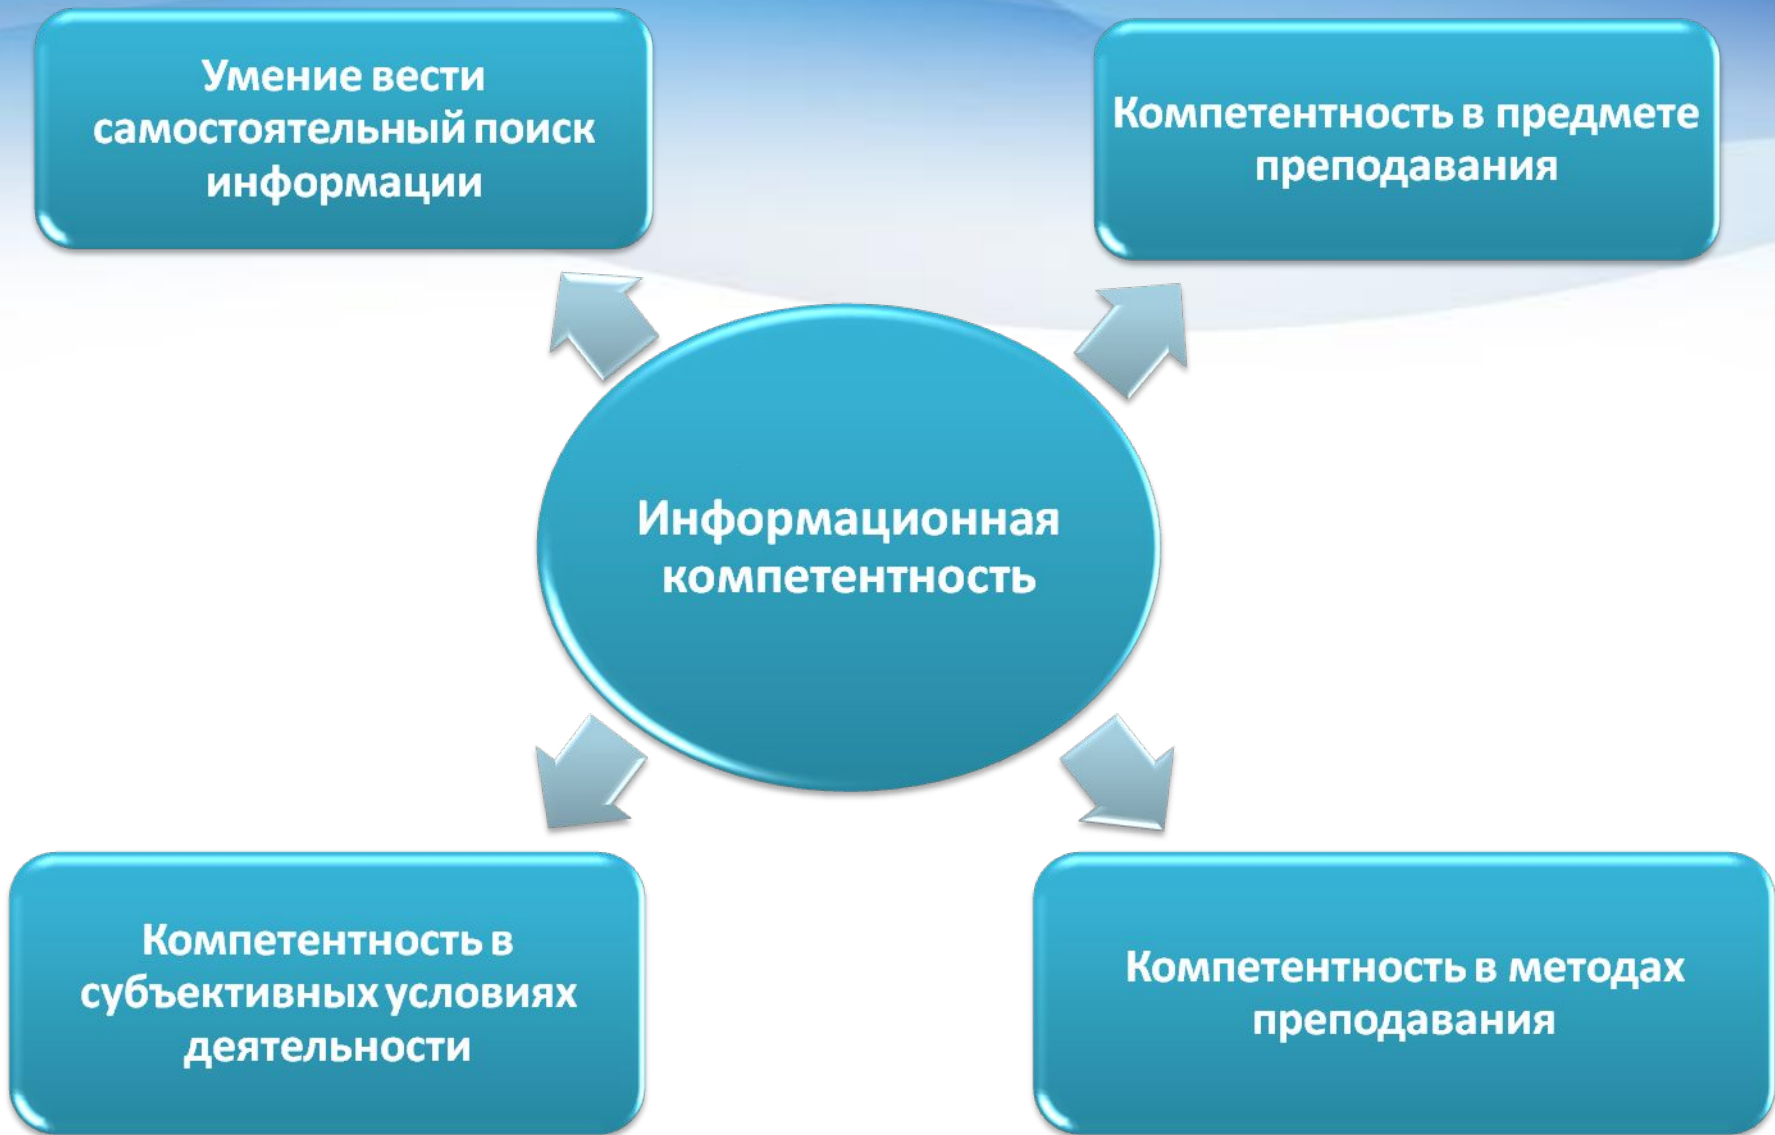 Умение вести
самостоятельный поиск
информации
Компетентность в предмете
преподавания
Информационная
компетентность
Компетентность в
субъективных условиях
деятельности
Компетентность в методах
преподавания